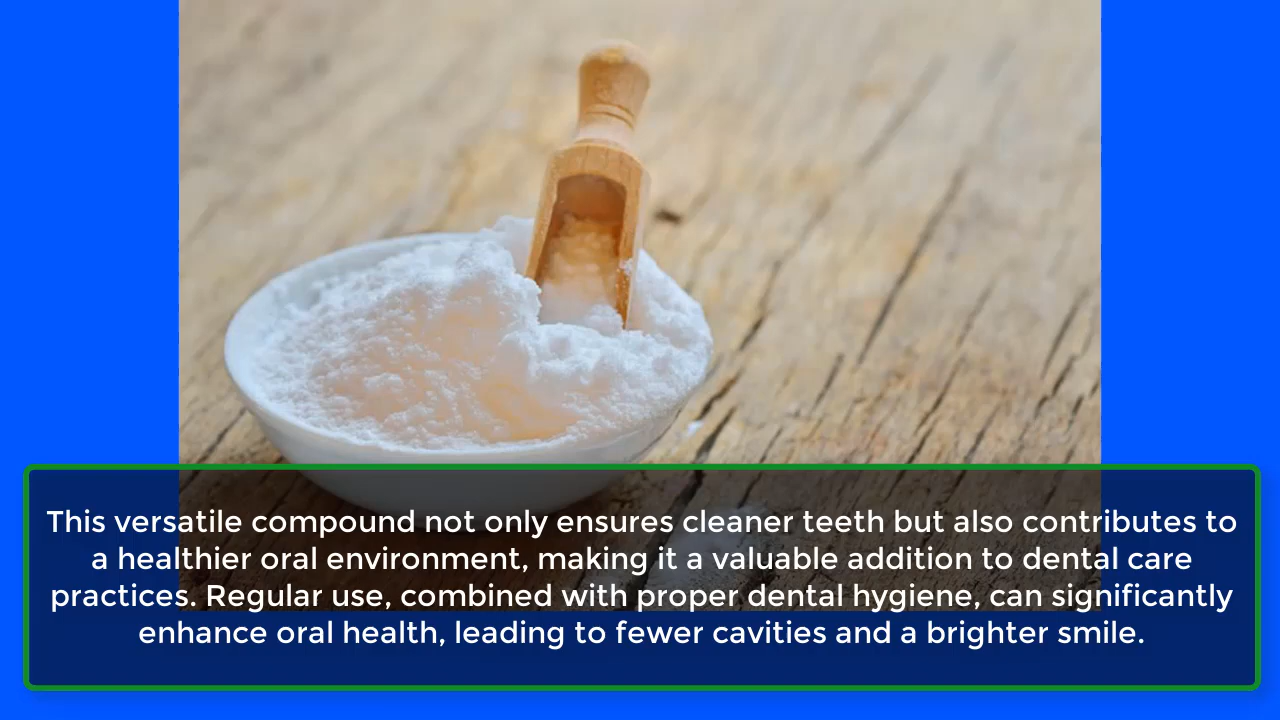 This versatile compound not only ensures cleaner teeth but also contributes to
a healthier oral environment, making it a valuable addition to dental care
practices. Regular use, combined with proper dental hygiene, can significantly
enhance oral health, leading to fewer cavities and a brighter smile.